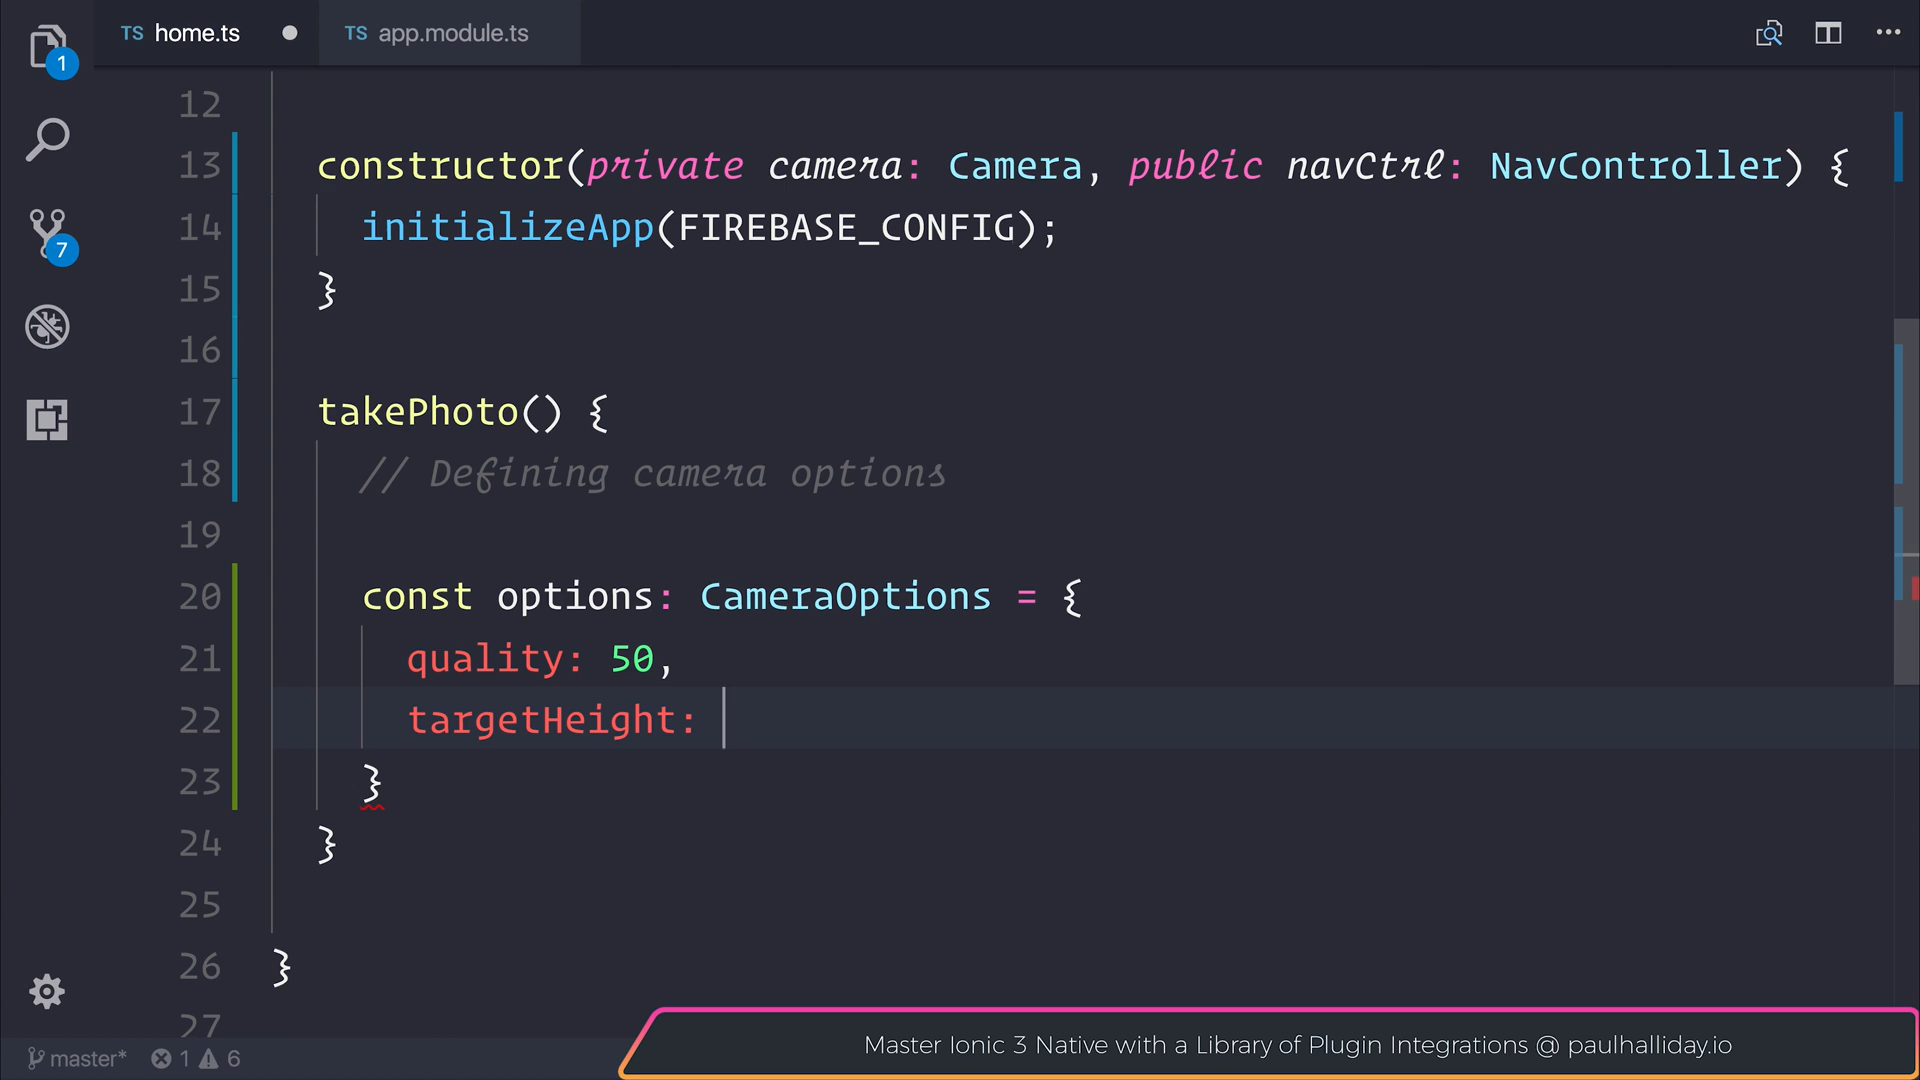 TS home.ts TS app.module.ts
1
7
12
13 constructor(private camera: Camera, public navCtrl: NavController) {
14 initializeApp(FIREBASE_CONFIG);
15 }
16
17 takePhoto() {
18 // Defining camera options
19
20 const options: CameraOptions = {
21 quality: 50,
22 targetHeight:
23 }
24 }
25
26 }
27
master* 1 6
Master Ionic 3 Native with a Library of Plugin Integrations @ paulhalliday.io